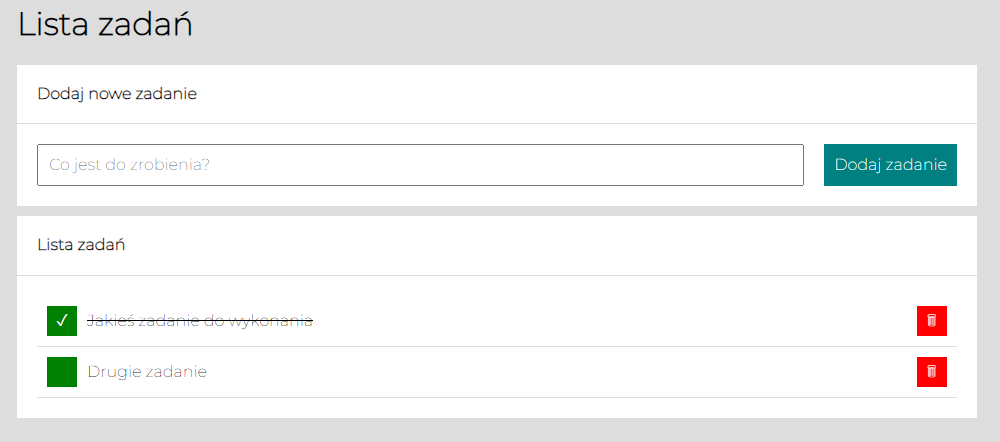 Lista zadań
Dodaj nowe zadanie
Co jest do zrobienia?
Dodaj zadanie
Lista zadań
Jakieś zadanie do wykonania
Drugie zadanie